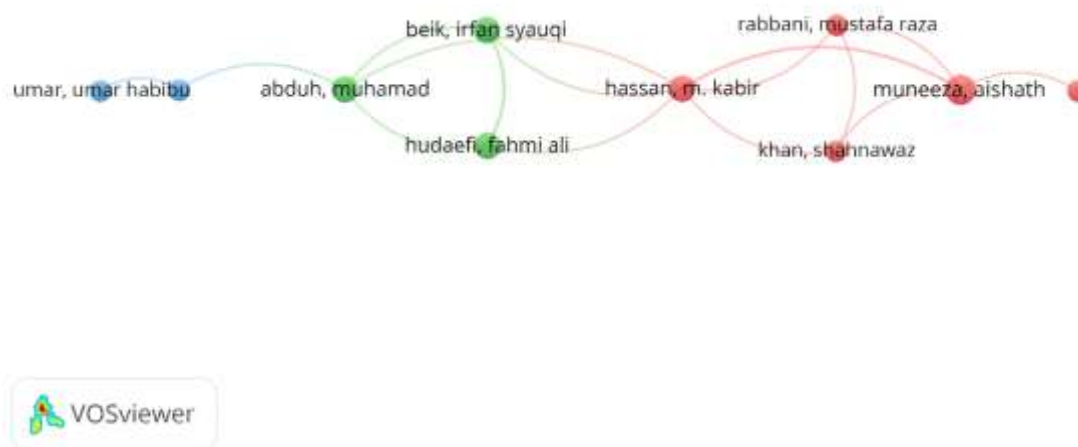 beik, irfan syauqi
rabbani, mustafa raza
umar, umar habibu
abduh, muhamad
hassan, m. kabir
muneeza, aishath
hudaefi, fahmi ali
khan, shahnawaz
VOSviewer